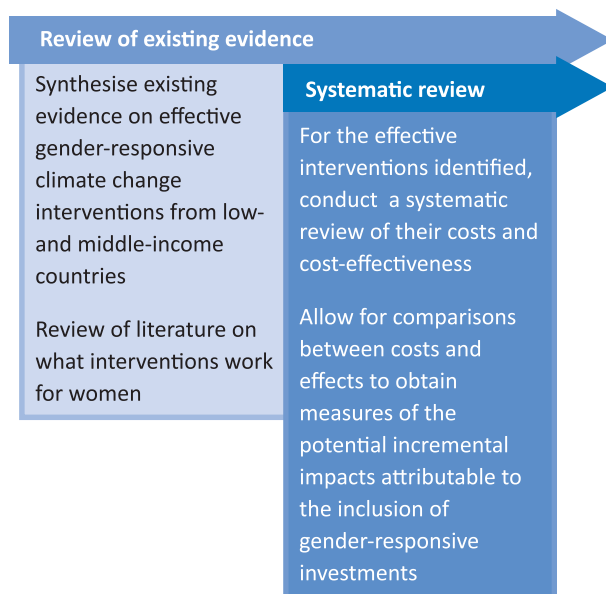 Review of existing evidence
Synthesise existing
evidence on effective
gender-responsive
climate change
interventions from low-
and middle-income
countries
Review of literature on
what interventions work
for women
Systematic review
For the effective
interventions identified,
conduct a systematic
review of their costs and
cost-effectiveness
Allow for comparisons
between costs and
effects to obtain
measures of the
potential incremental
impacts attributable to
the inclusion of
gender-responsive
investments